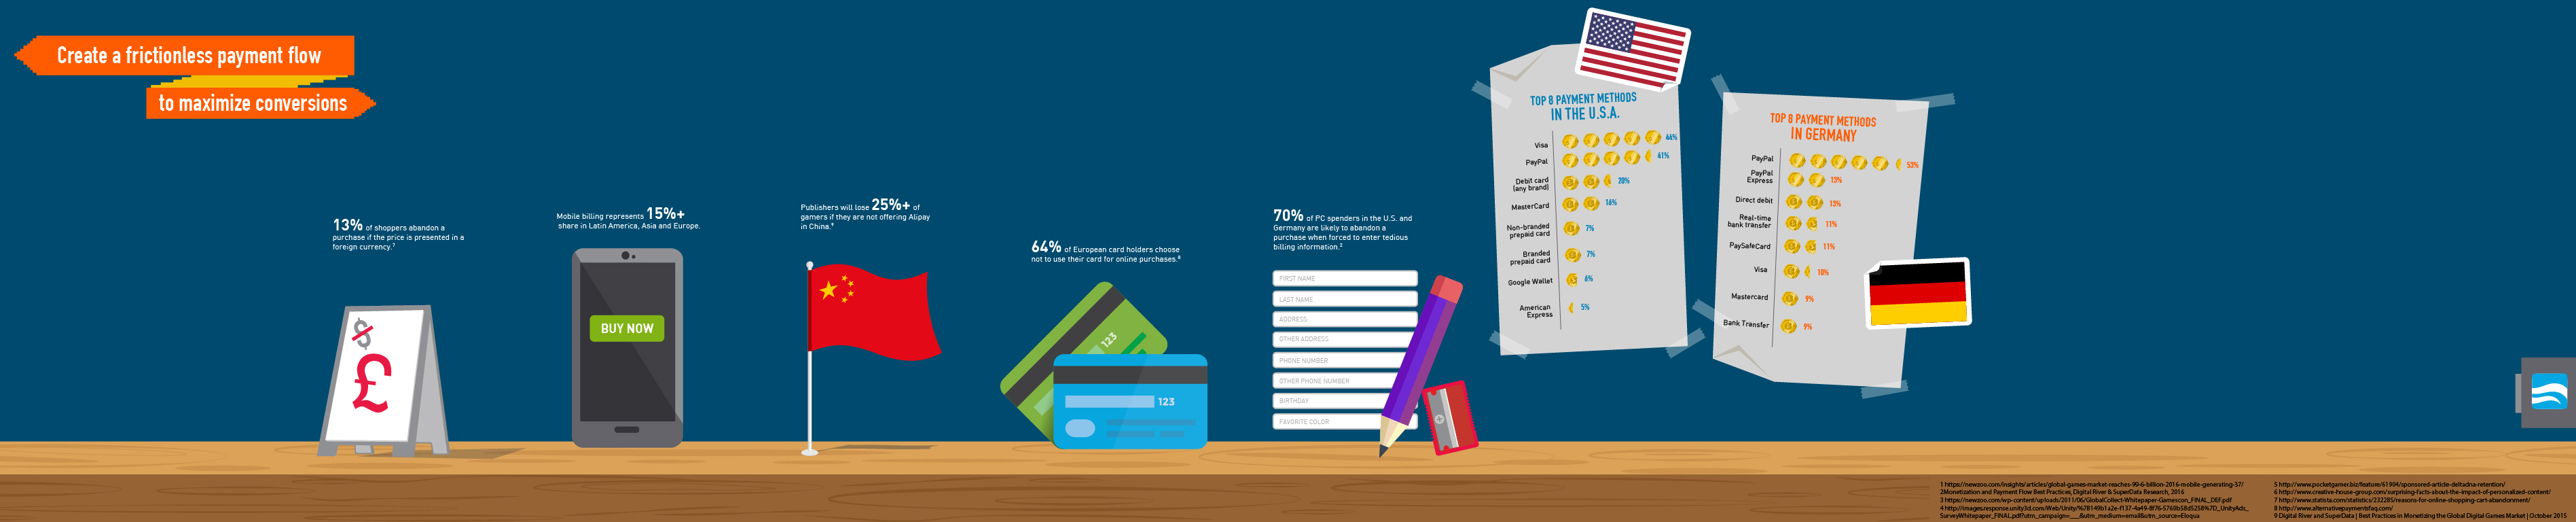 Create a frictionless payment flow
to maximize conversions
13% of shoppers abandon a
purchase if the price is presented in a
foreign currency.7
$
£
Mobile billing represents 15%+
share in Latin America, Asia and Europe.
BUY NOW
Publishers will lose 25%+ of
gamers if they are not offering Alipay
in China.9
64% of European card holders choose
not to use their card for online purchases.8
123
123
70% of PC spenders in the U.S. and
Germany are likely to abandon a
purchase when forced to enter tedious
billing information.2
FIRST NAME
LAST NAME
ADDRESS
OTHER ADDRESS
PHONE NUMBER
OTHER PHONE NUMBER
BIRTHDAY
FAVORITE COLOR
TOP 8 PAYMENT METHODS
IN THE U.S.A.
Visa 66%
PayPal 61%
Debit card
(any brand) 20%
MasterCard 16%
Non-branded
prepaid card 7%
Branded
prepaid card 7%
Google Wallet 6%
American
Express 5%
TOP 8 PAYMENT METHODS
IN GERMANY
PayPal 53%
PayPal
Express 13%
Direct debit 13%
Real-time
bank transfer 11%
PaySafeCard 11%
Visa 10%
Mastercard 9%
Bank Transfer 9%
1 https://newzoo.com/insights/articles/global-games-market-reaches-99-6-billion-2016-mobile-generating-37/
2Monetization and Payment Flow Best Practices, Digital River & SuperData Research, 2016
3 https://newzoo.com/wp-content/uploads/2011/06/GlobalCollect-Whitepaper-Gamescon_FINAL_DEF.pdf
4 http://images.response.unity3d.com/Web/Unity/%7B149b1a2e-f137-4a49-8f76-5760b58d5258%7D_UnityAds_
SurveyWhitepaper_FINAL.pdf?utm_campaign=___&utm_medium=email&utm_source=Eloqua
5 http://www.pocketgamer.biz/feature/61904/sponsored-article-deltadna-retention/
6 http://www.creative-house-group.com/surprising-facts-about-the-impact-of-personalized-content/
7 http://www.statista.com/statistics/232285/reasons-for-online-shopping-cart-abandonment/
8 http://www.alternativepaymentsfaq.com/
9 Digital River and SuperData | Best Practices in Monetizing the Global Digital Games Market | October 2015